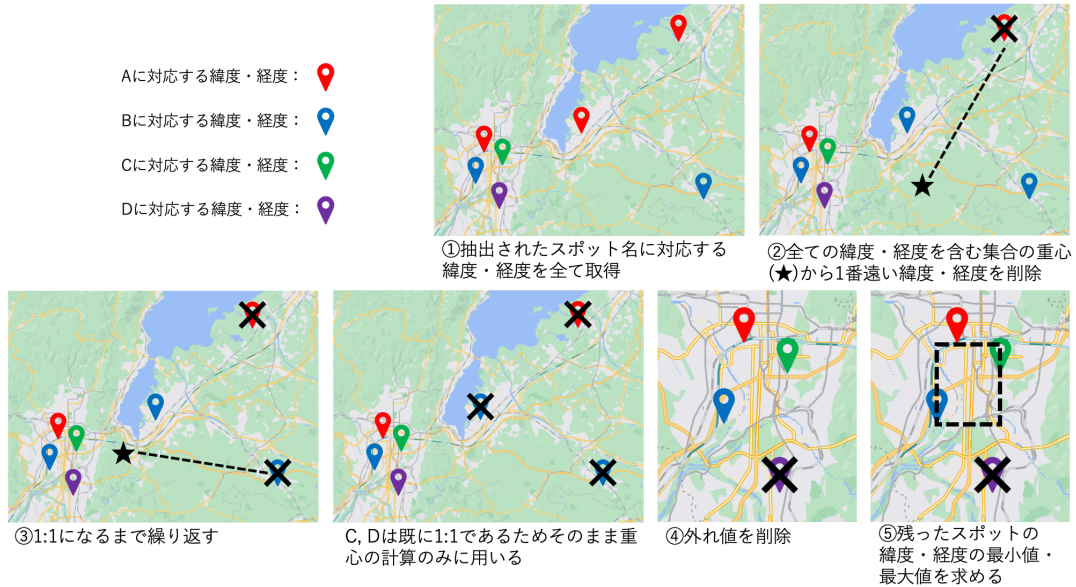 Aに対応する緯度・経度：
Bに対応する緯度・経度：
Cに対応する緯度・経度：
Dに対応する緯度・経度：
①抽出されたスポット名に対応する
緯度・経度を全て取得
②全ての緯度・経度を含む集合の重心
(★)から1番遠い緯度・経度を削除
③1:1になるまで繰り返す
C, Dは既に1:1であるためそのまま重
心の計算のみに用いる
④外れ値を削除
⑤残ったスポットの
緯度・経度の最小値・
最大値を求める